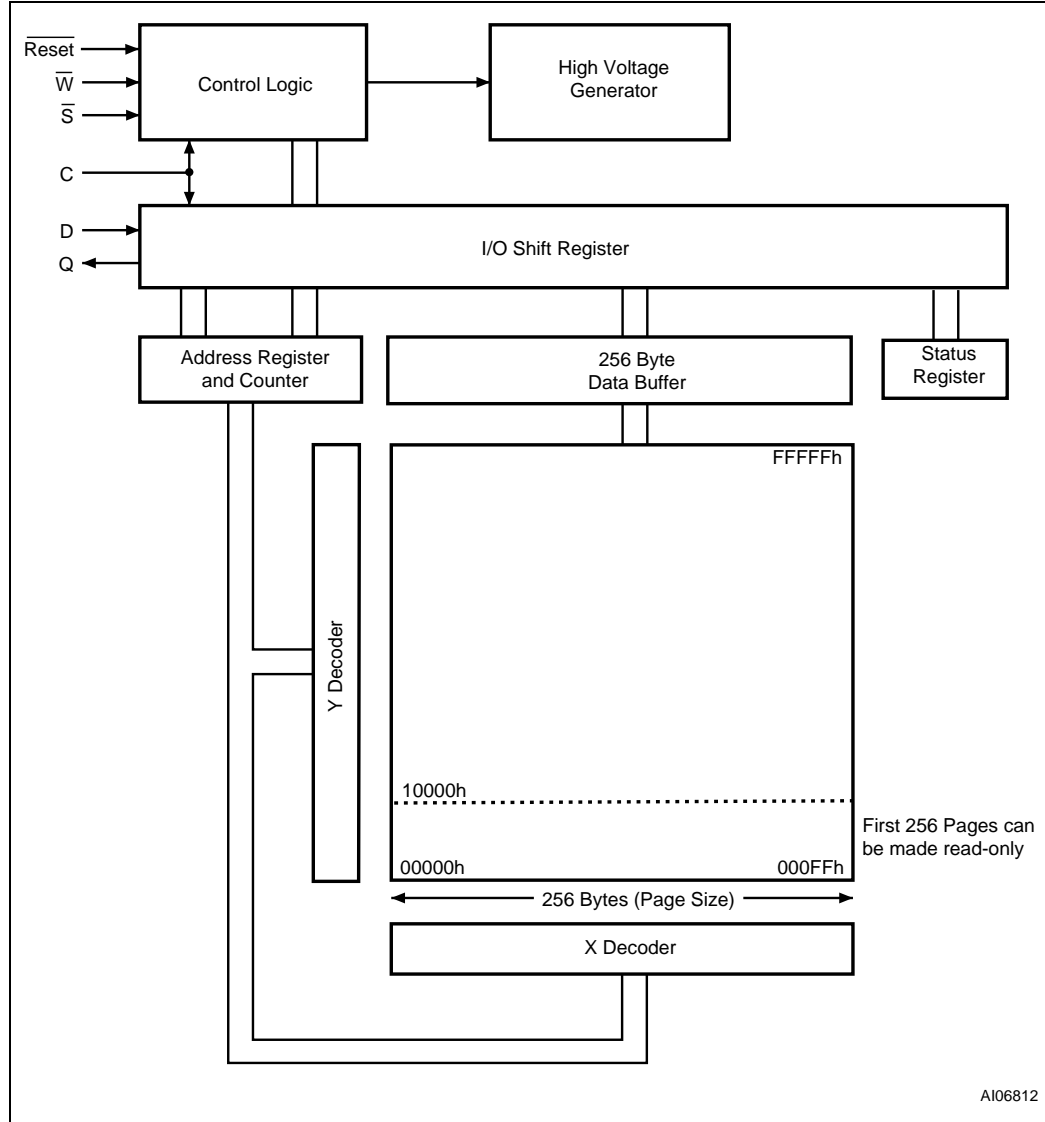 Reset
W
S
C
D
Q
Control Logic
High Voltage
Generator
I/O Shift Register
Address Register
and Counter
256 Byte
Data Buffer
Status
Register
Y Decoder
FFFFFh
10000h
First 256 Pages can
be made read-only
00000h
000FFh
256 Bytes (Page Size)
X Decoder
AI06812